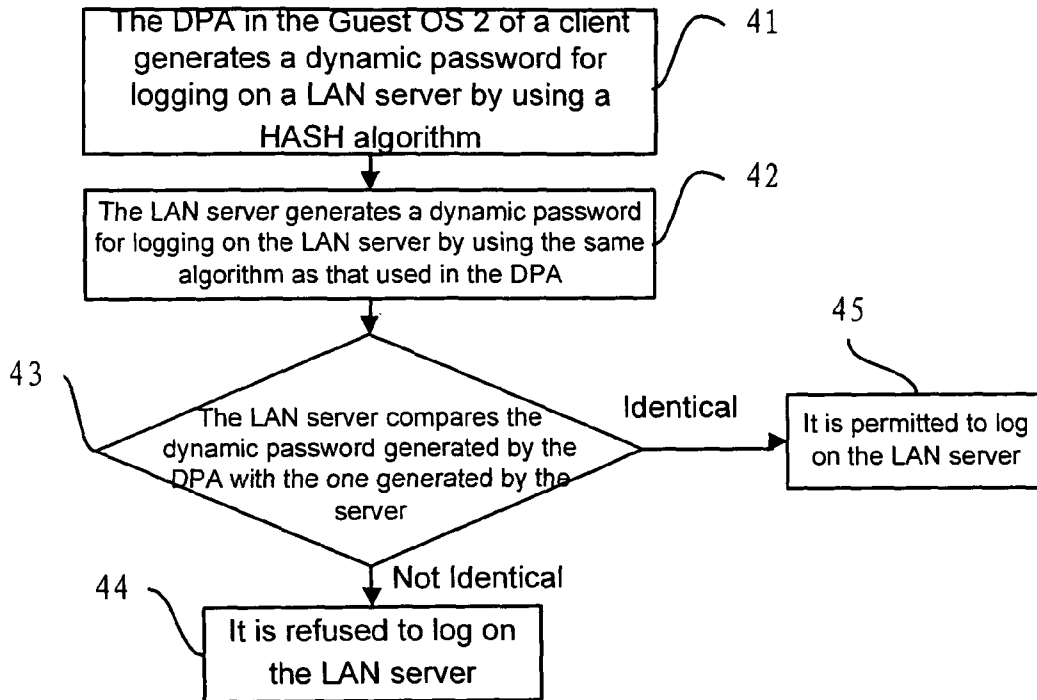 The DPA in the Guest OS 2 of a client
generates a dynamic password for
logging on a LAN server by using a
HASH algorithm
41
The LAN server generates a dynamic password
for logging on the LAN server by using the same
algorithm as that used in the DPA
42
43
The LAN server compares the
dynamic password generated by the
DPA with the one generated by the
server
Identical
45
It is permitted to log
on the LAN server
Not Identical
44
It is refused to log on
the LAN server